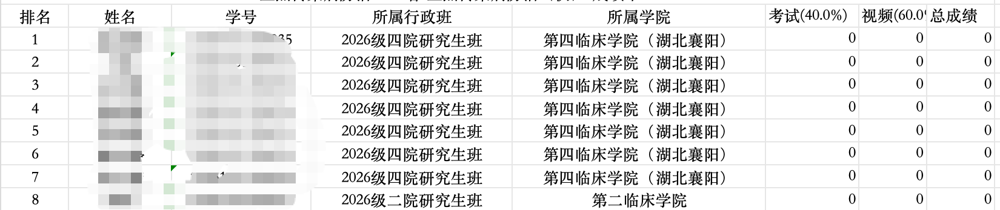 排名 姓名 学号 所属行政班 所属学院 考试(40.0%) 视频(60.0% 总成绩
1 35 2026级四院研究生班 第四临床学院（湖北襄阳） 0 0 0
2 2026级四院研究生班 第四临床学院（湖北襄阳） 0 0 0
3 2026级四院研究生班 第四临床学院（湖北襄阳） 0 0 0
4 2026级四院研究生班 第四临床学院（湖北襄阳） 0 0 0
5 2026级四院研究生班 第四临床学院（湖北襄阳） 0 0 0
6 2026级四院研究生班 第四临床学院（湖北襄阳） 0 0 0
7 2026级四院研究生班 第四临床学院（湖北襄阳） 0 0 0
8 2026级二院研究生班 第二临床学院 0 0 0